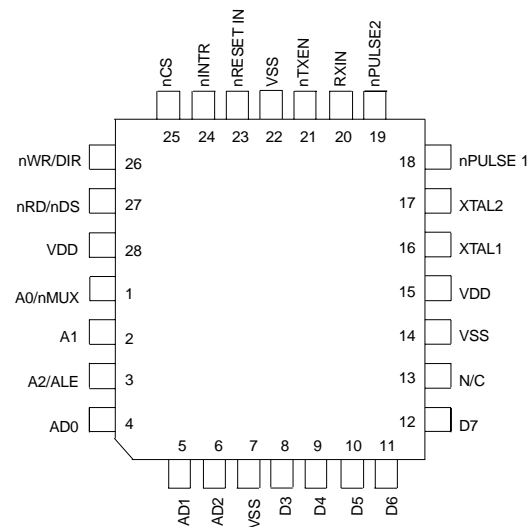 nCS
nINTR
nRESET IN
VSS
nTXEN
RXIN
nPULSE2
25
24
23
22
21
20
19
nWR/DIR
26
18
nPULSE 1
nRD/nDS
27
17
XTAL2
VDD
28
16
XTAL1
A0/nMUX
1
15
VDD
A1
2
14
VSS
A2/ALE
3
13
N/C
AD0
4
12
D7
5
6
7
8
9
10
11
AD1
AD2
VSS
D3
D4
D5
D6